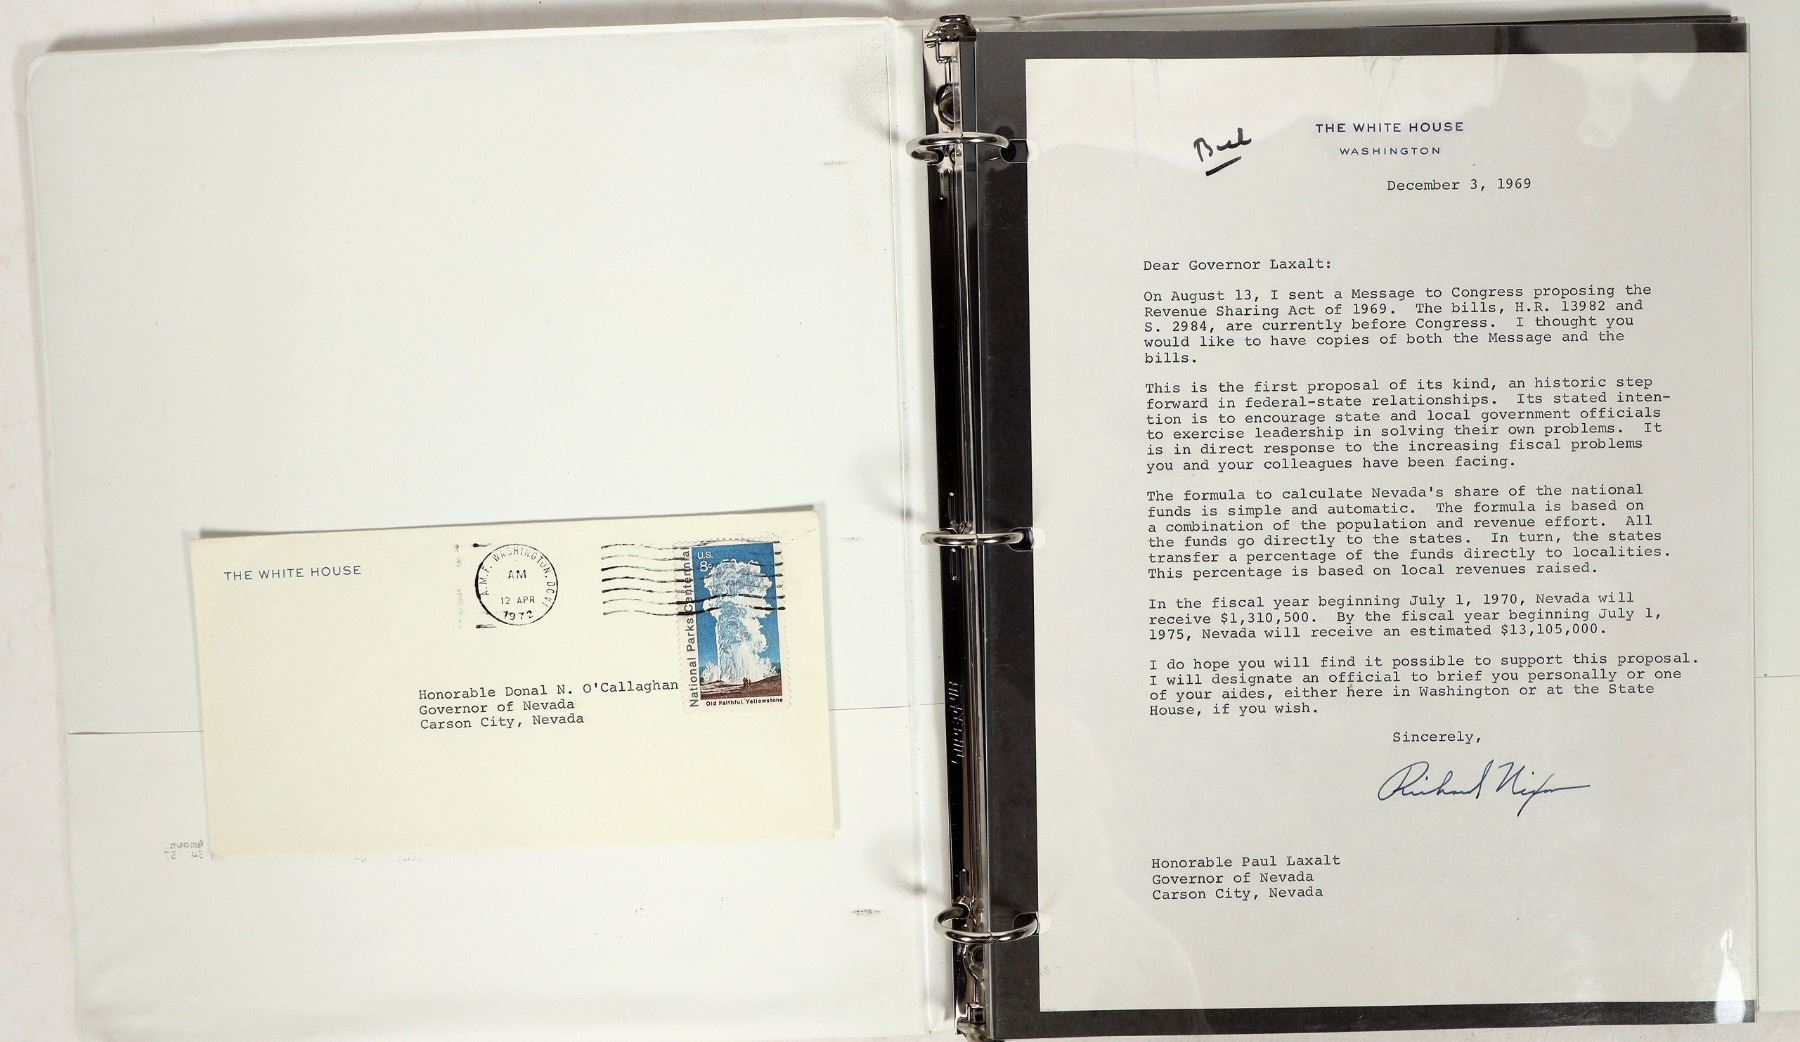 THE WHITE HOUSE
A.M.F. WASHINGTON, DC
AM
12 APR
1972
U.S.
8c
National Parks Centennial
Old Faithful, Yellowstone
Honorable Donal N. O'Callaghan
Governor of Nevada
Carson City, Nevada
THE WHITE HOUSE
WASHINGTON
December 3, 1969
Dear Governor Laxalt:
On August 13, I sent a Message to Congress proposing the
Revenue Sharing Act of 1969. The bills, H.R. 13982 and
S. 2984, are currently before Congress. I thought you
would like to have copies of both the Message and the
bills.
This is the first proposal of its kind, an historic step
forward in federal-state relationships. Its stated inten-
tion is to encourage state and local government officials
to exercise leadership in solving their own problems. It
is in direct response to the increasing fiscal problems
you and your colleagues have been facing.
The formula to calculate Nevada's share of the national
funds is simple and automatic. The formula is based on
a combination of the population and revenue effort. All
the funds go directly to the states. In turn, the states
transfer a percentage of the funds directly to localities.
This percentage is based on local revenues raised.
In the fiscal year beginning July 1, 1970, Nevada will
receive $1,310,500. By the fiscal year beginning July 1,
1975, Nevada will receive an estimated $13,105,000.
I do hope you will find it possible to support this proposal.
I will designate an official to brief you personally or one
of your aides, either here in Washington or at the State
House, if you wish.
Sincerely,
Richard Nixon
Honorable Paul Laxalt
Governor of Nevada
Carson City, Nevada